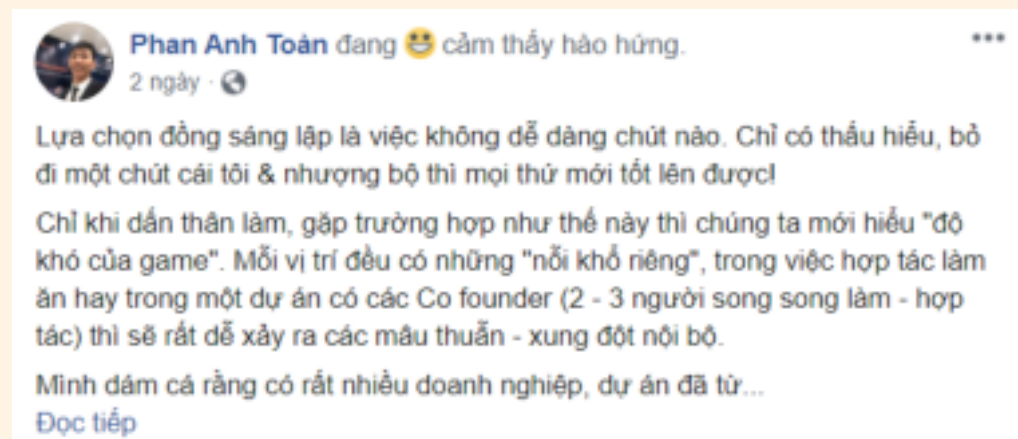 Phan Anh Toàn đang cảm thấy hào hứng.
2 ngày ·
Lựa chọn đồng sáng lập là việc không dễ dàng chút nào. Chỉ có thấu hiểu, bỏ
đi một chút cái tôi & nhượng bộ thì mọi thứ mới tốt lên được!
Chỉ khi dấn thân làm, gặp trường hợp như thế này thì chúng ta mới hiểu "độ
khó của game". Mỗi vị trí đều có những "nỗi khổ riêng", trong việc hợp tác làm
ăn hay trong một dự án có các Co founder (2 - 3 người song song làm - hợp
tác) thì sẽ rất dễ xảy ra các mâu thuẫn - xung đột nội bộ.
Mình dám cá rằng có rất nhiều doanh nghiệp, dự án đã từ...
Đọc tiếp